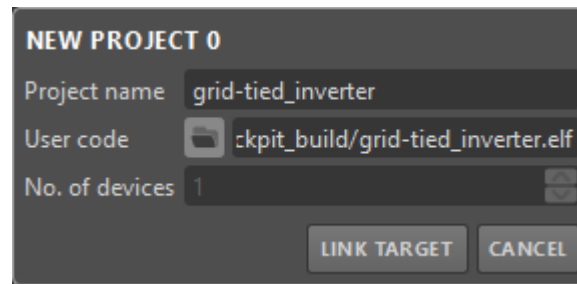 NEW PROJECT 0
Project name grid-tied_inverter
User code ckpit_build/grid-tied_inverter.elf
No. of devices 1
LINK TARGET CANCEL